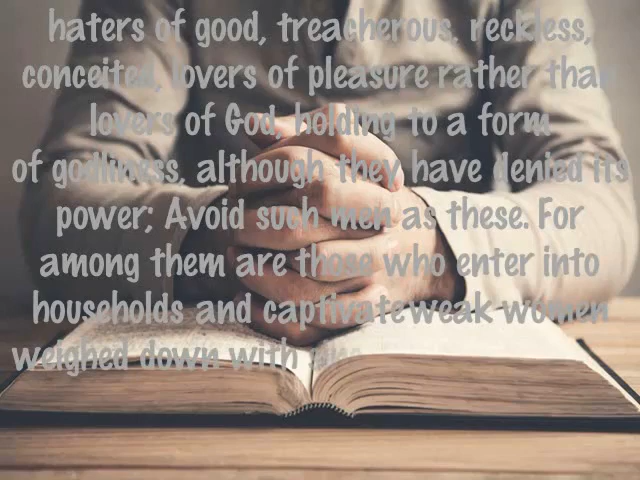 haters of good, treacherous. reckless,
conceited, lovers of pleasure rather than
lovers of God, holding to a form
of godliness, although they have denied its
power; Avoid such men as these. For
among them are those who enter into
households and captivate weak women
weighed down with